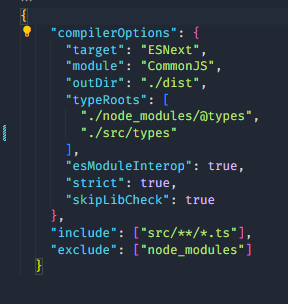 {
"compilerOptions": {
"target": "ESNext",
"module": "CommonJS",
"outDir": "./dist",
"typeRoots": [
"./node_modules/@types",
"./src/types"
],
"esModuleInterop": true,
"strict": true,
"skipLibCheck": true
},
"include": ["src/**/*.ts"],
"exclude": ["node_modules"]
}